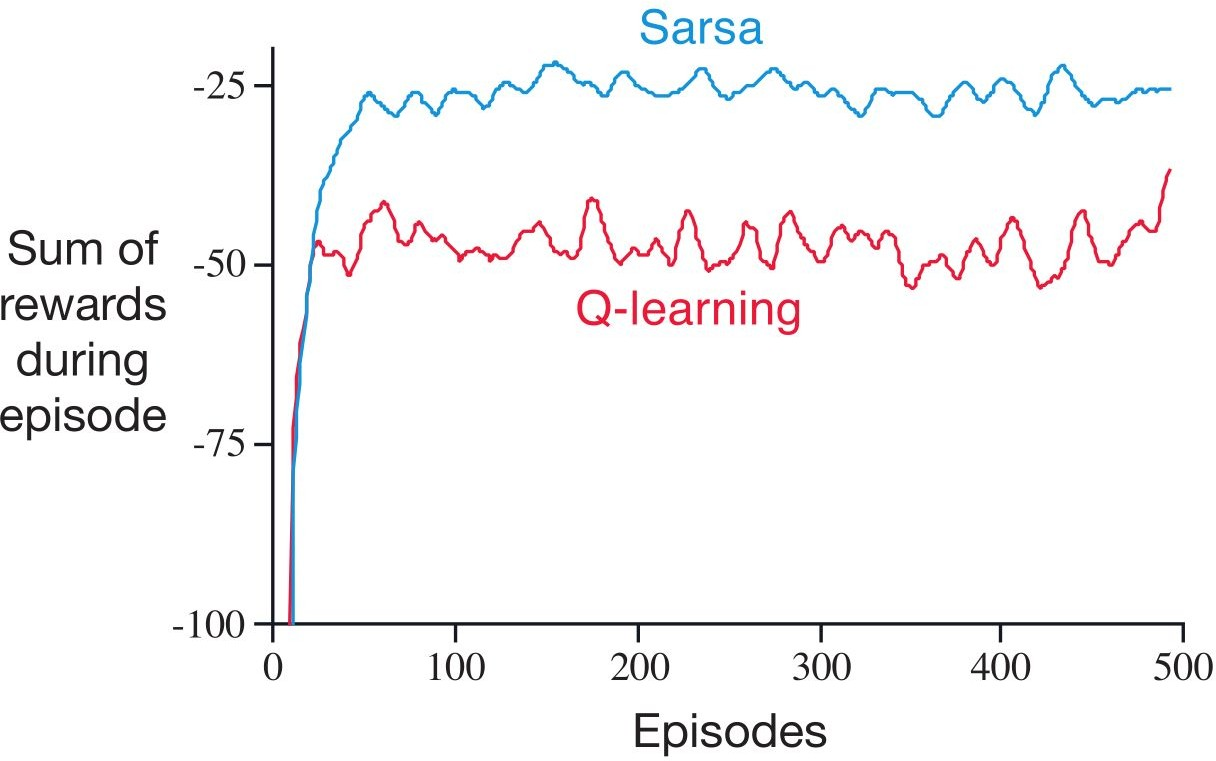 Sarsa
-25
-50
Sum of
rewards
during
episode
Q-learning
-75
-100
0 100 200 300 400 500
Episodes